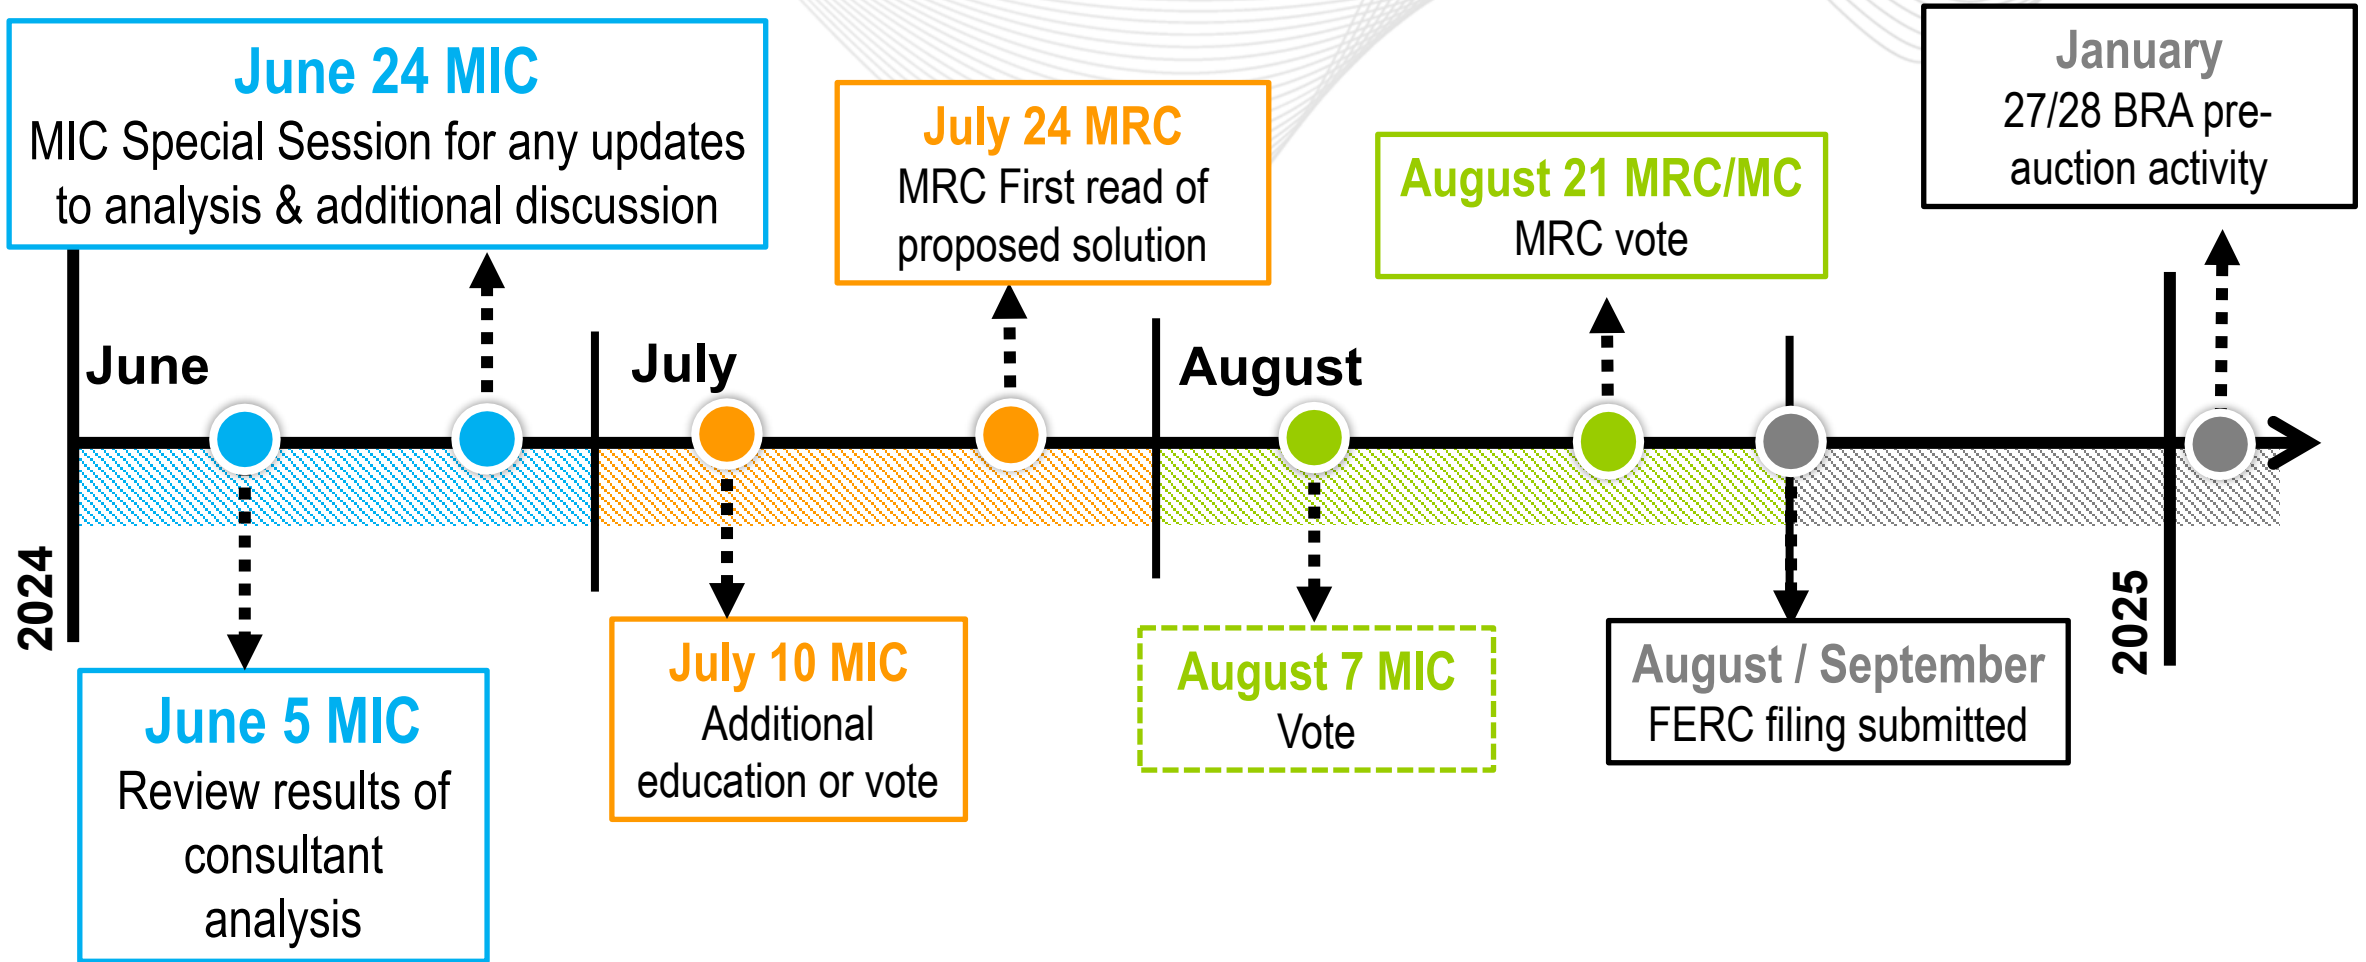 June 24 MIC
MIC Special Session for any updates
to analysis & additional discussion
July 24 MRC
MRC First read of
proposed solution
August 21 MRC/MC
MRC vote
January
27/28 BRA pre-
auction activity
June
July
August
2024
2025
June 5 MIC
Review results of
consultant
analysis
July 10 MIC
Additional
education or vote
August 7 MIC
Vote
August / September
FERC filing submitted